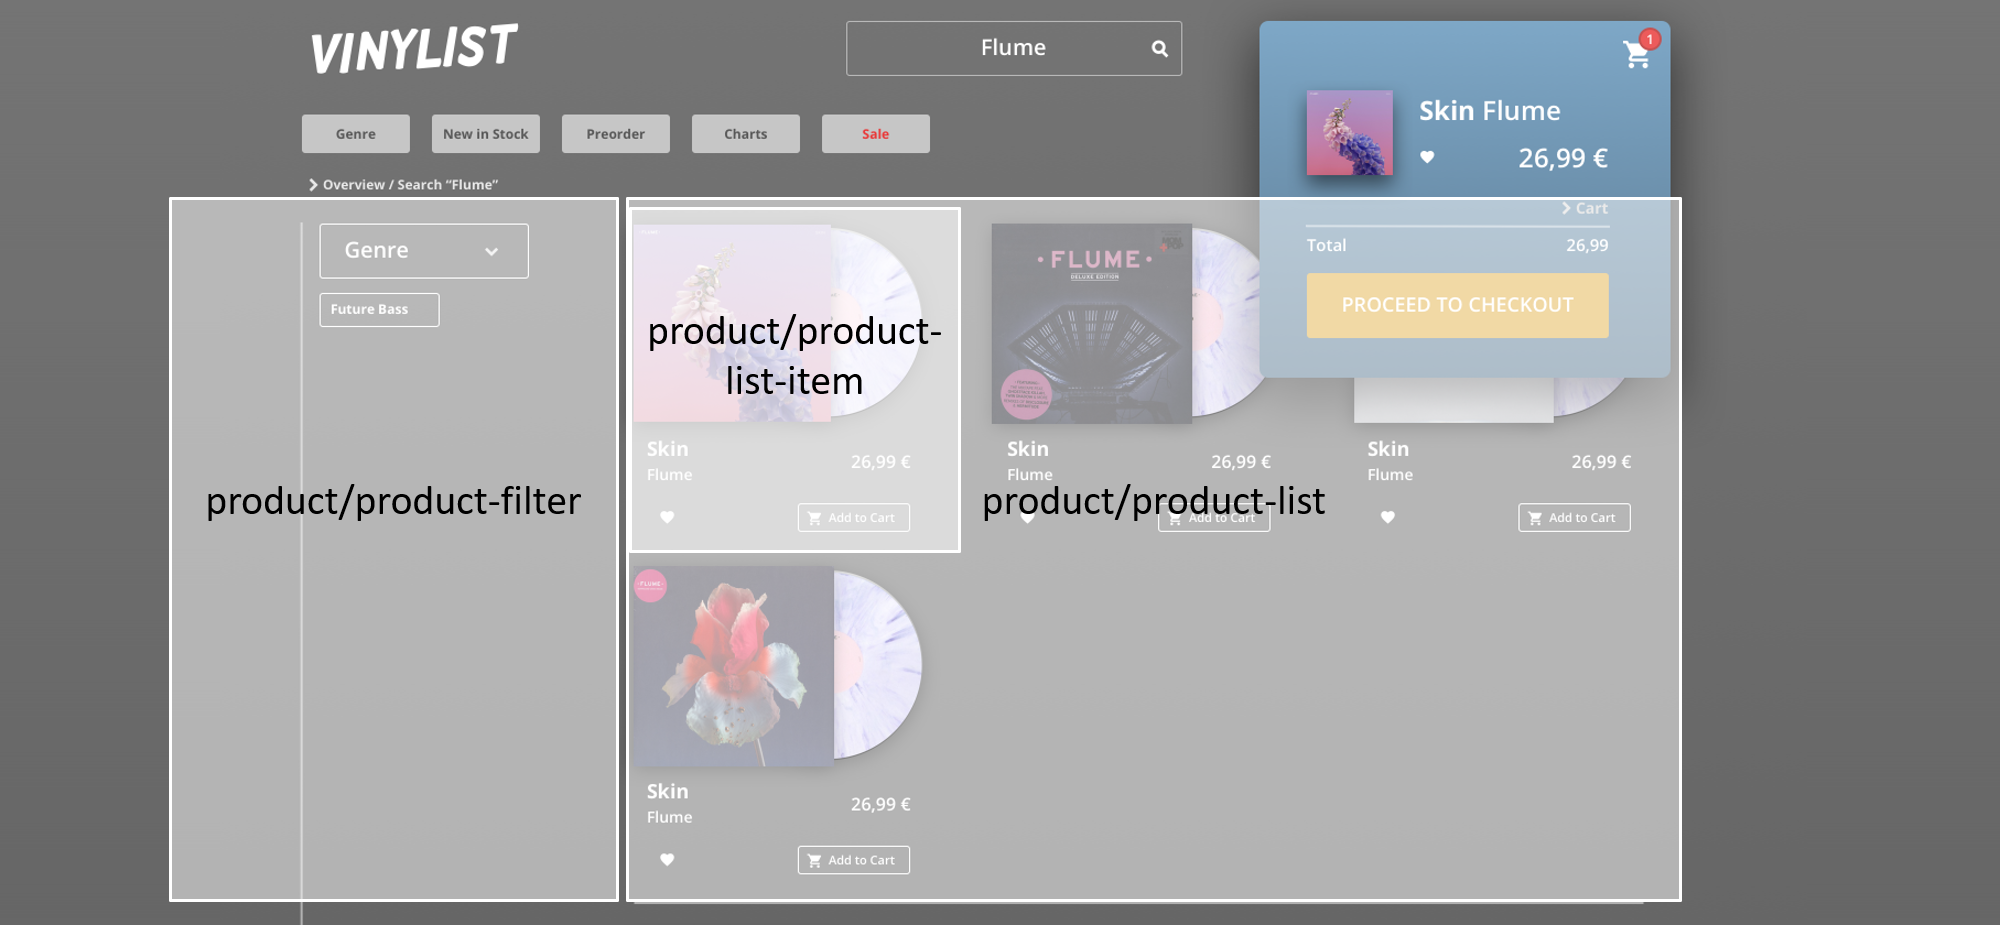 VINYLIST
Flume
1
Genre
New in Stock
Preorder
Charts
Sale
Skin Flume
26,99 €
Overview / Search “Flume”
Cart
Total
26,99
PROCEED TO CHECKOUT
Genre
Future Bass
product/product-filter
product/product-
list-item
Skin
Flume
26,99 €
Add to Cart
• FLUME •
DELUXE EDITION
Skin
Flume
26,99 €
Add to Cart
product/product-list
Skin
Flume
26,99 €
Add to Cart
•FLUME•
Skin
Flume
26,99 €
Add to Cart